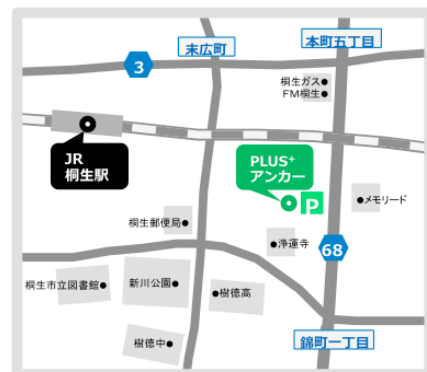 末広町
本町五丁目
3
桐生ガス
FM桐生
JR
桐生駅
PLUS+
アンカー
P
メモリード
桐生郵便局
浄運寺
68
桐生市立図書館
新川公園
樹徳高
樹徳中
錦町一丁目